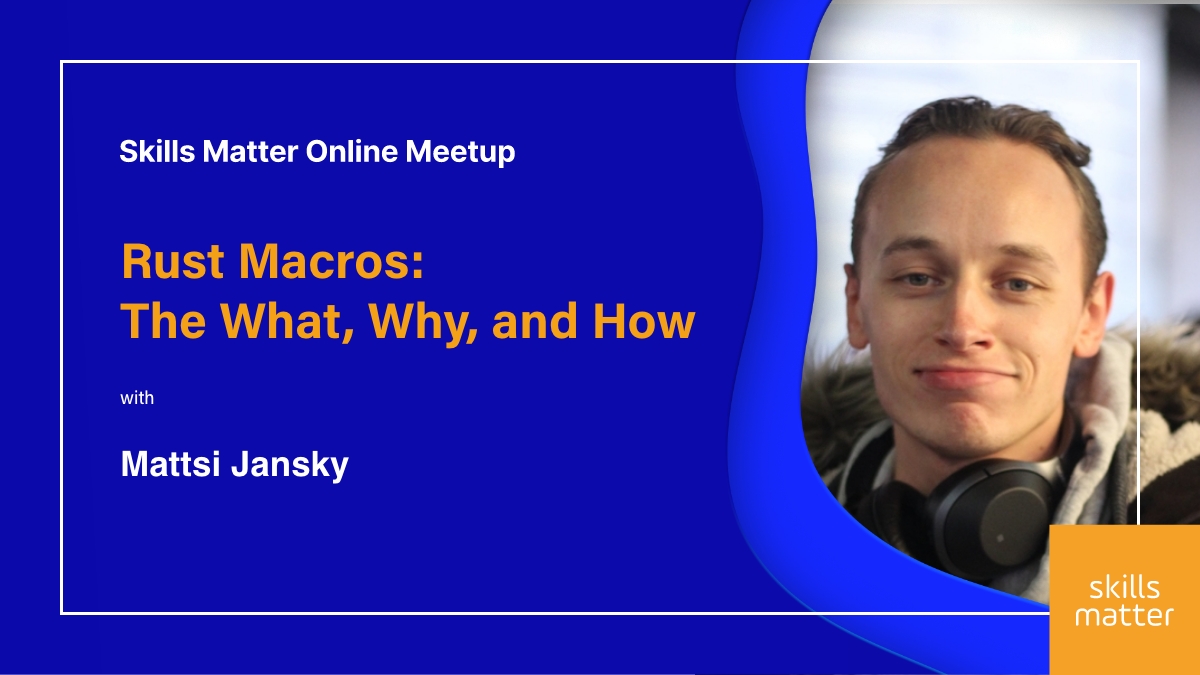 Skills Matter Online Meetup
Rust Macros:
The What, Why, and How
with
Mattsi Jansky
skills
matter